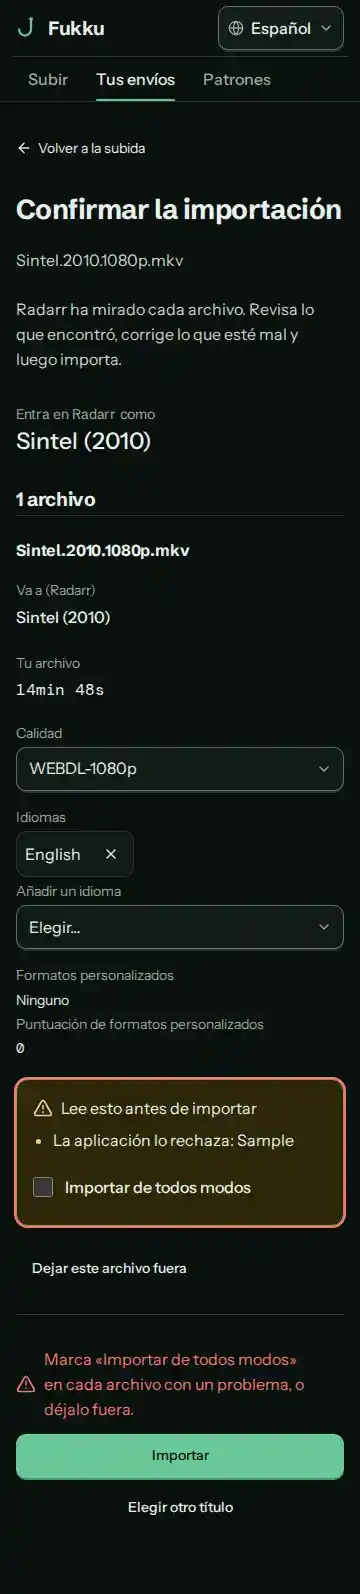 Fukku
Español
Subir
Tus envíos
Patrones
Volver a la subida
Confirmar la importación
Sintel.2010.1080p.mkv
Radarr ha mirado cada archivo. Revisa lo
que encontró, corrige lo que esté mal y
luego importa.
Entra en Radarr como
Sintel (2010)
1 archivo
Sintel.2010.1080p.mkv
Va a (Radarr)
Sintel (2010)
Tu archivo
14min 48s
Calidad
WEBDL-1080p
Idiomas
English
Añadir un idioma
Elegir...
Formatos personalizados
Ninguno
Puntuación de formatos personalizados
0
Lee esto antes de importar
• La aplicación lo rechaza: Sample
Importar de todos modos
Dejar este archivo fuera
Marca «Importar de todos modos»
en cada archivo con un problema, o
déjalo fuera.
Importar
Elegir otro título